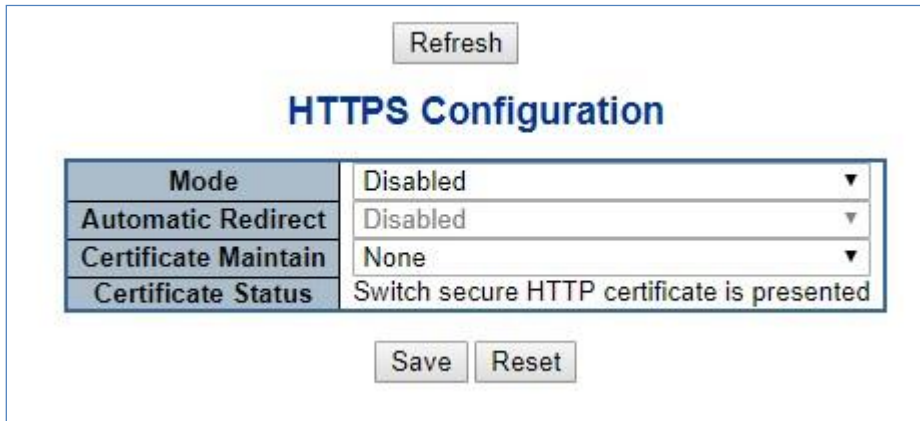 Refresh
HTTPS Configuration
Mode Disabled
Automatic Redirect Disabled
Certificate Maintain None
Certificate Status Switch secure HTTP certificate is presented
Save Reset